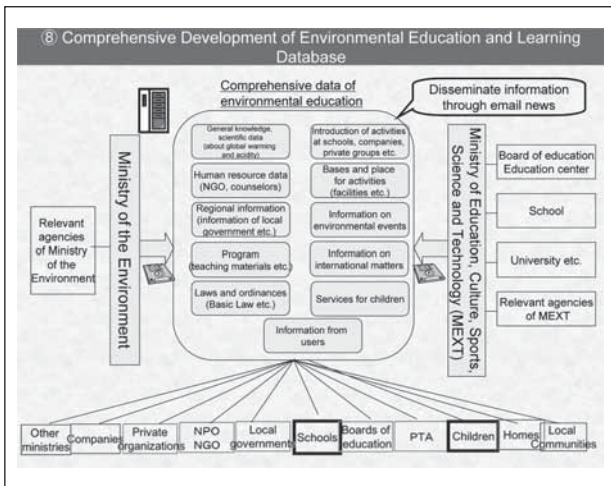 ⑧ Comprehensive Development of Environmental Education and Learning
Database
Comprehensive data of
environmental education
Disseminate information
through email news
General knowledge,
scientific data
(about global warming
and acidity)
Human resource data
(NGO, counselors)
Regional information
(information of local
government etc.)
Program
(teaching materials etc.)
Laws and ordinances
(Basic Law etc.)
Introduction of activities
at schools, companies,
private groups etc.
Bases and place
for activities
(facilities etc.)
Information on
environmental events
Information on
international matters
Services for children
Information from
users
Relevant
agencies
of Ministry
of the
Environment
Ministry of the Environment
Ministry of Education, Culture, Sports,
Science and Technology (MEXT)
Board of education
Education center
School
University etc.
Relevant agencies
of MEXT
Other
ministries
Companies
Private
organizations
NPO
NGO
Local
governments
Schools
Boards of
education
PTA
Children
Homes
Local
Communities